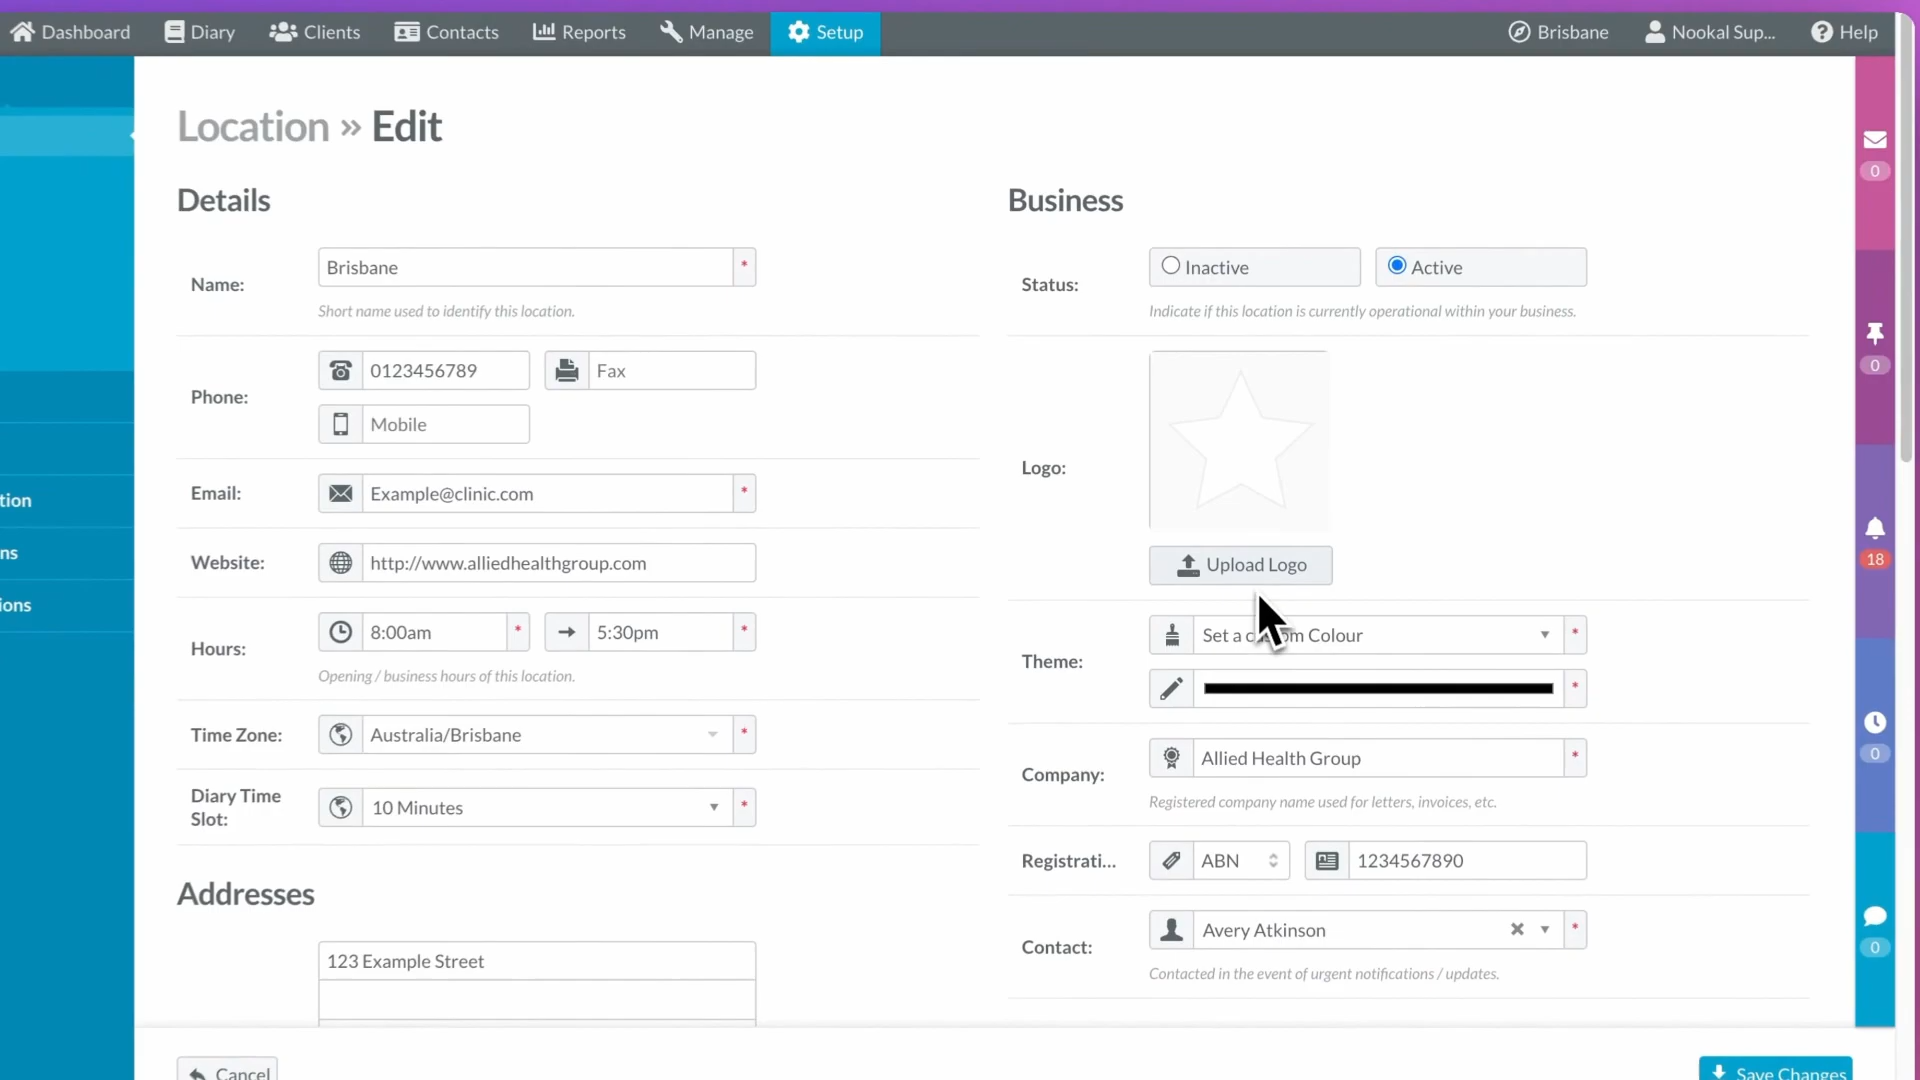 Dashboard Diary Clients Contacts Reports Manage Setup Brisbane Nookal Sup... Help
Location » Edit
Details
Name: Brisbane *
Short name used to identify this location.
Phone: 0123456789 Fax
Mobile
Email: Example@clinic.com *
Website: http://www.alliedhealthgroup.com
Hours: 8:00am * 5:30pm *
Opening / business hours of this location.
Time Zone: Australia/Brisbane *
Diary Time
Slot: 10 Minutes *
Addresses
123 Example Street
Business
Status: Inactive Active
Indicate if this location is currently operational within your business.
Logo:
Upload Logo
Theme: Set a custom Colour *
*
Company: Allied Health Group *
Registered company name used for letters, invoices, etc.
Registrati... ABN 1234567890
Contact: Avery Atkinson *
Contacted in the event of urgent notifications / updates.
Cancel
Save Changes
tion
ns
ions
0
0
18
0
0